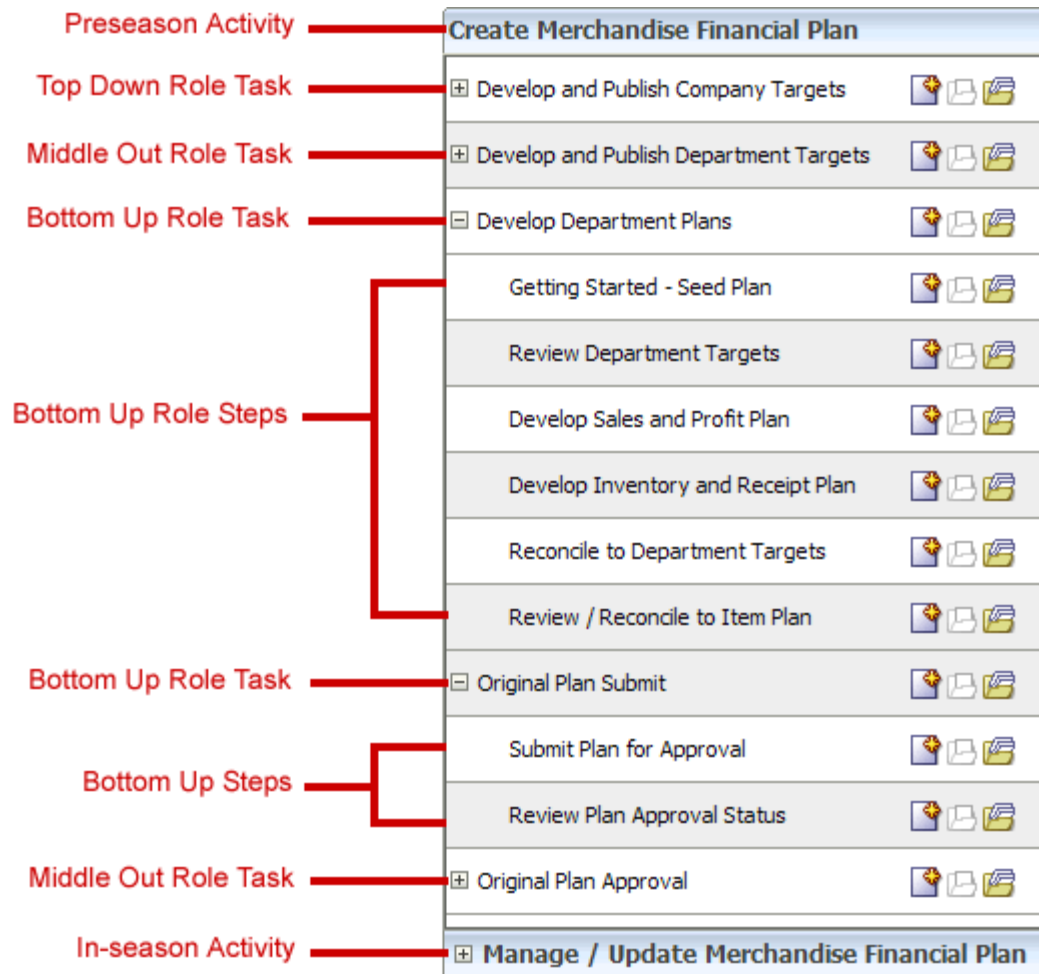 Preseason Activity
Create Merchandise Financial Plan
Top Down Role Task
Develop and Publish Company Targets
Middle Out Role Task
Develop and Publish Department Targets
Bottom Up Role Task
Develop Department Plans
Getting Started - Seed Plan
Review Department Targets
Bottom Up Role Steps
Develop Sales and Profit Plan
Develop Inventory and Receipt Plan
Reconcile to Department Targets
Review / Reconcile to Item Plan
Bottom Up Role Task
Original Plan Submit
Submit Plan for Approval
Bottom Up Steps
Review Plan Approval Status
Middle Out Role Task
Original Plan Approval
In-season Activity
Manage / Update Merchandise Financial Plan